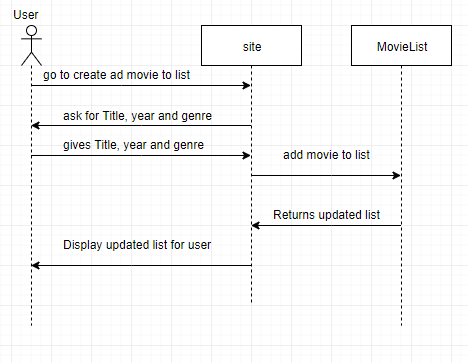 User
site
MovieList
go to create ad movie to list
ask for Title, year and genre
gives Title, year and genre
add movie to list
Returns updated list
Display updated list for user